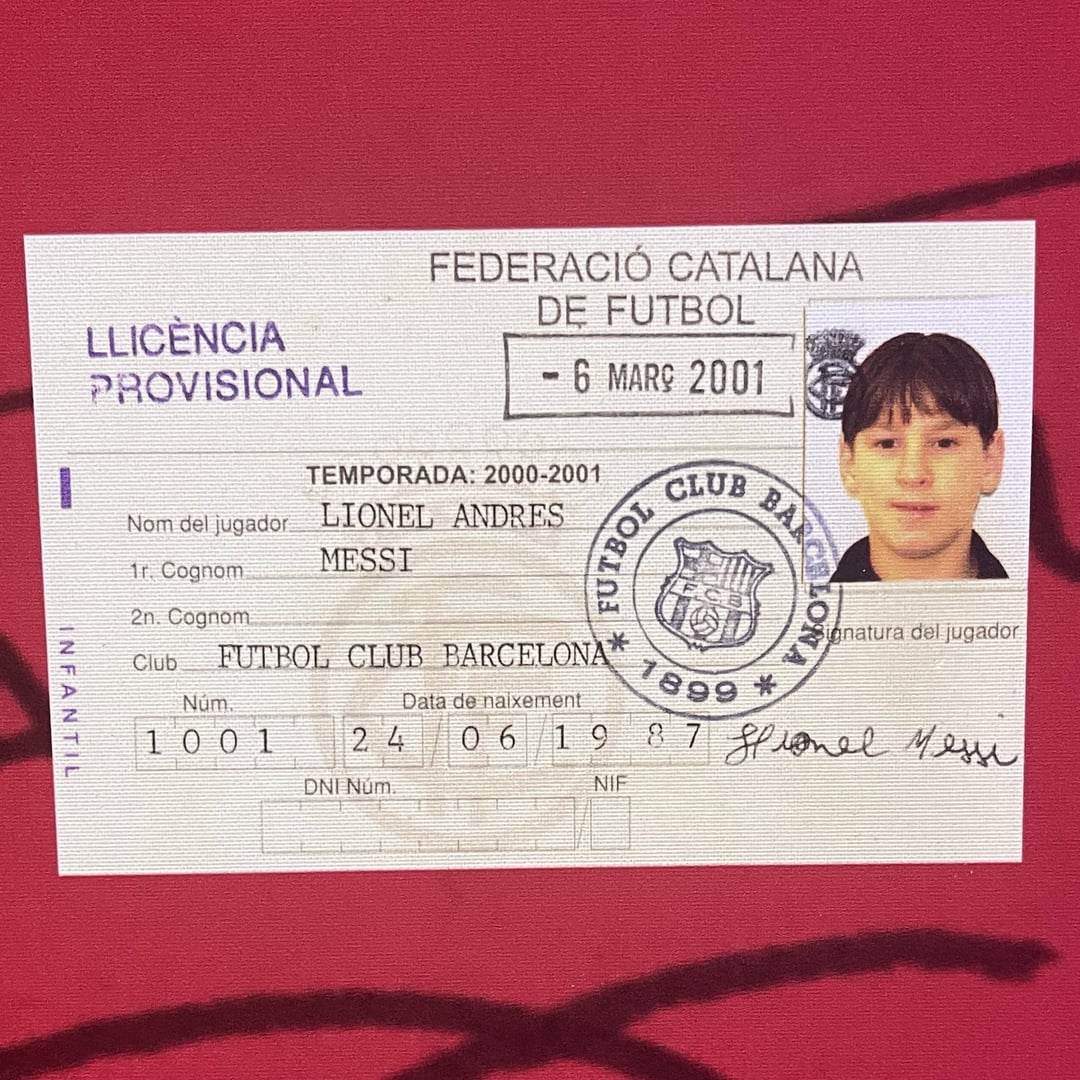 FEDERACIÓ CATALANA
DE FUTBOL
LLICÈNCIA
PROVISIONAL
- 6 MARÇ 2001
TEMPORADA: 2000-2001
Nom del jugador LIONEL ANDRES
1r. Cognom MESSI
2n. Cognom
Club FUTBOL CLUB BARCELONA
FUTBOL CLUB BARCELONA
FCB
* 1899 *
Signatura del jugador
INFANTIL
Núm. Data de naixement
1001 24/06/1987
Lionel Messi
DNI Núm. NIF